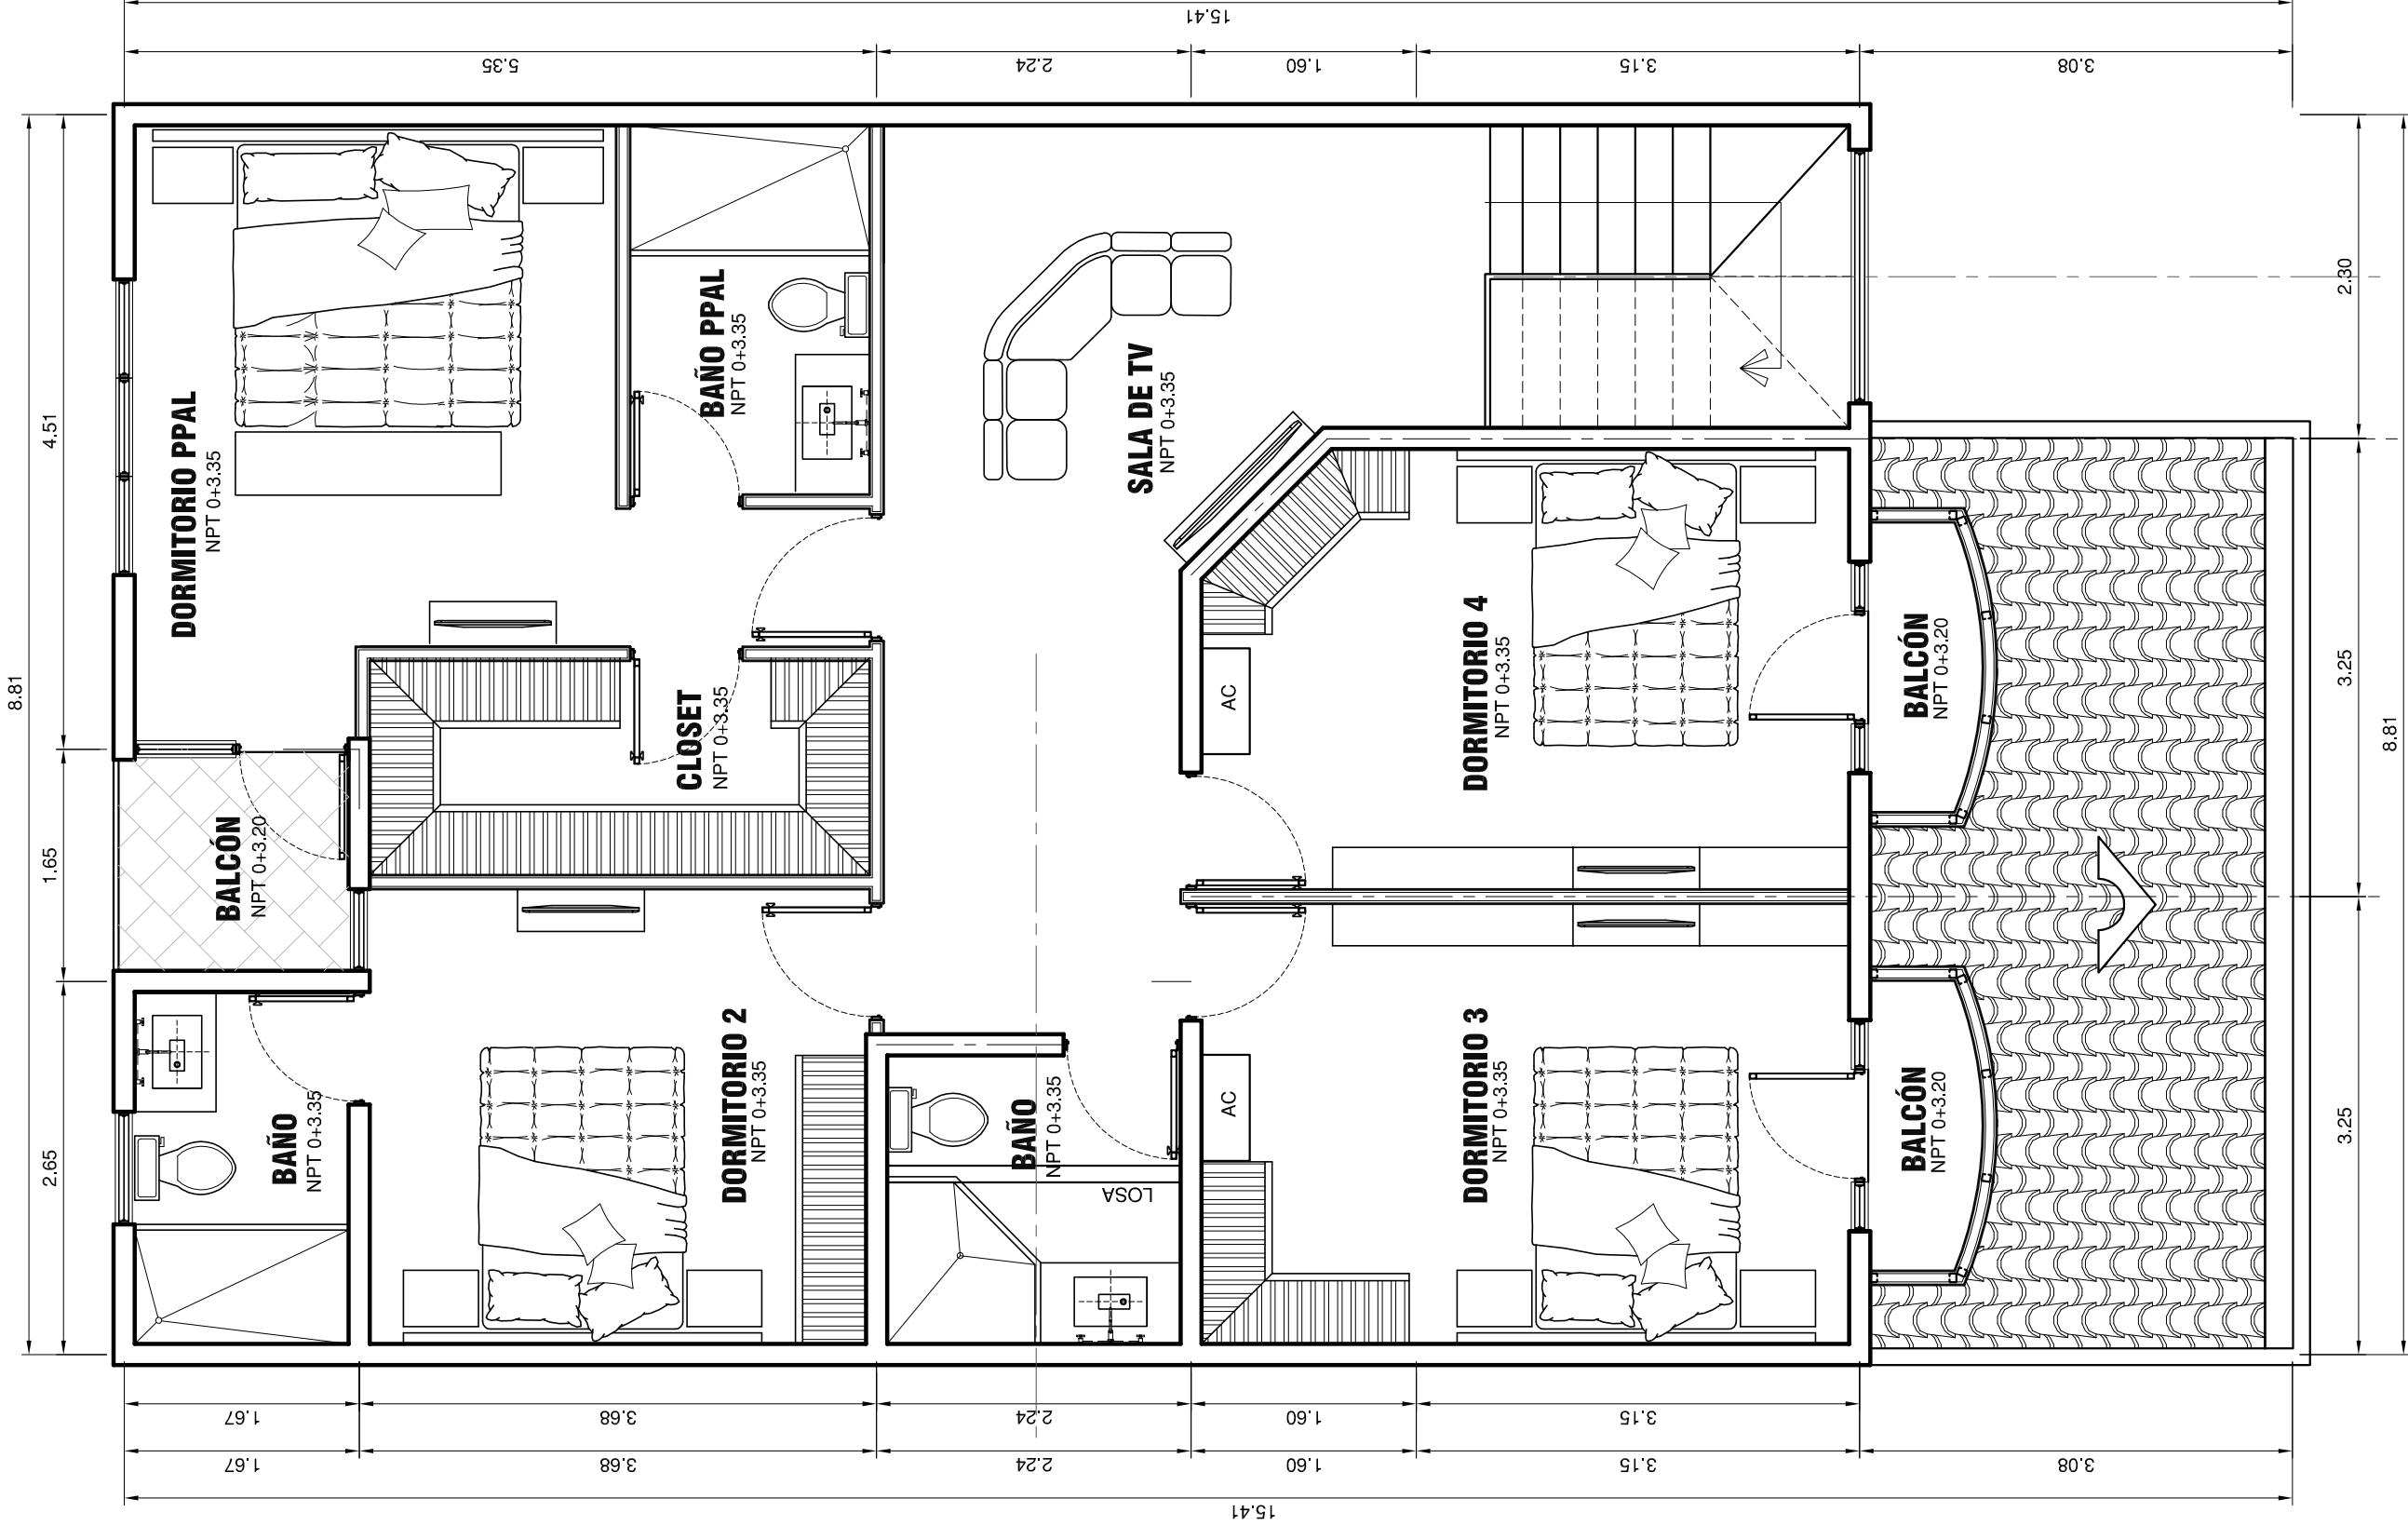 15.41
5.35
2.24
1.60
3.15
3.08
8.81
4.51
1.65
2.65
DORMITORIO PPAL
NPT 0+3.35
BAÑO PPAL
NPT 0+3.35
SALA DE TV
NPT 0+3.35
CLOSET
NPT 0+3.35
BALCÓN
NPT 0+3.20
AC
DORMITORIO 4
NPT 0+3.35
BALCÓN
NPT 0+3.20
BAÑO
NPT 0+3.35
DORMITORIO 2
NPT 0+3.35
BAÑO
NPT 0+3.35
LOSA
AC
DORMITORIO 3
NPT 0+3.35
BALCÓN
NPT 0+3.20
2.30
3.25
8.81
3.25
1.67
3.68
2.24
1.60
3.15
1.67
3.68
2.24
1.60
3.15
3.08
15.41